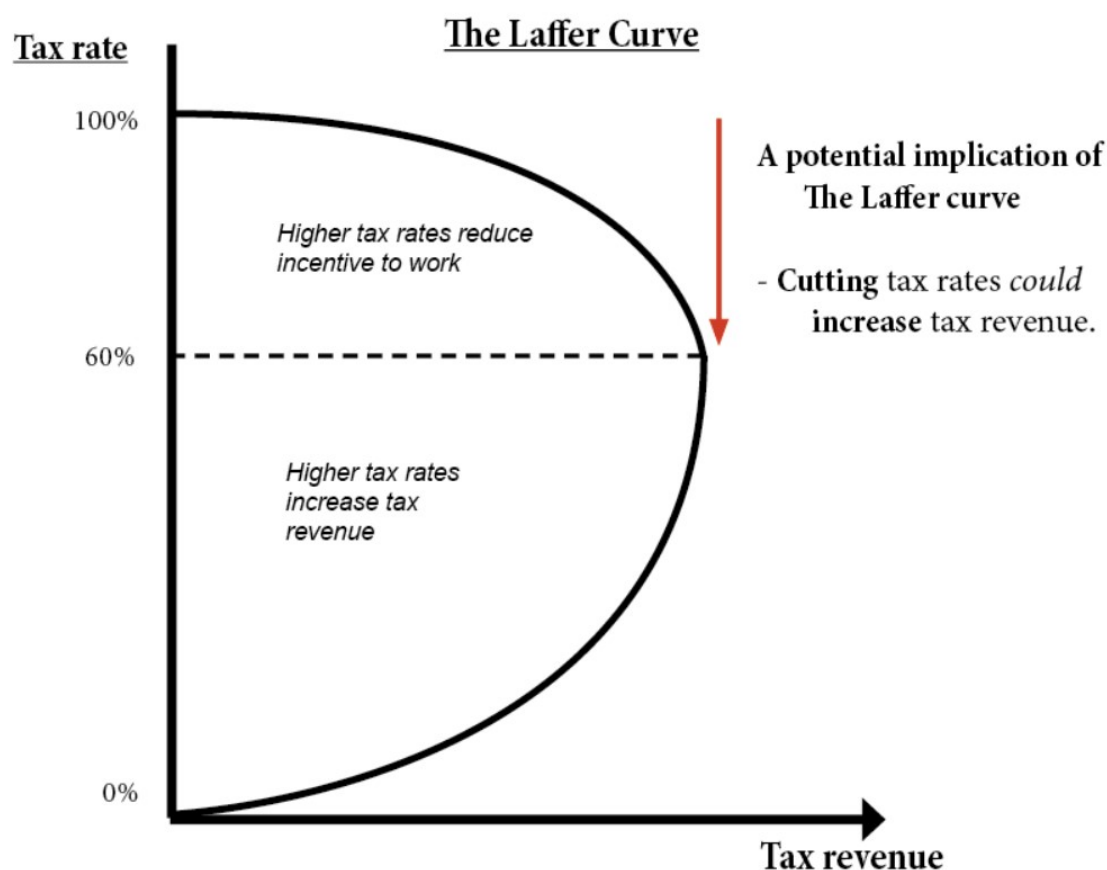 The Laffer Curve
Tax rate
100%
A potential implication of
The Laffer curve
Higher tax rates reduce
incentive to work
- Cutting tax rates could
increase tax revenue.
60%
Higher tax rates
increase tax
revenue
0%
Tax revenue